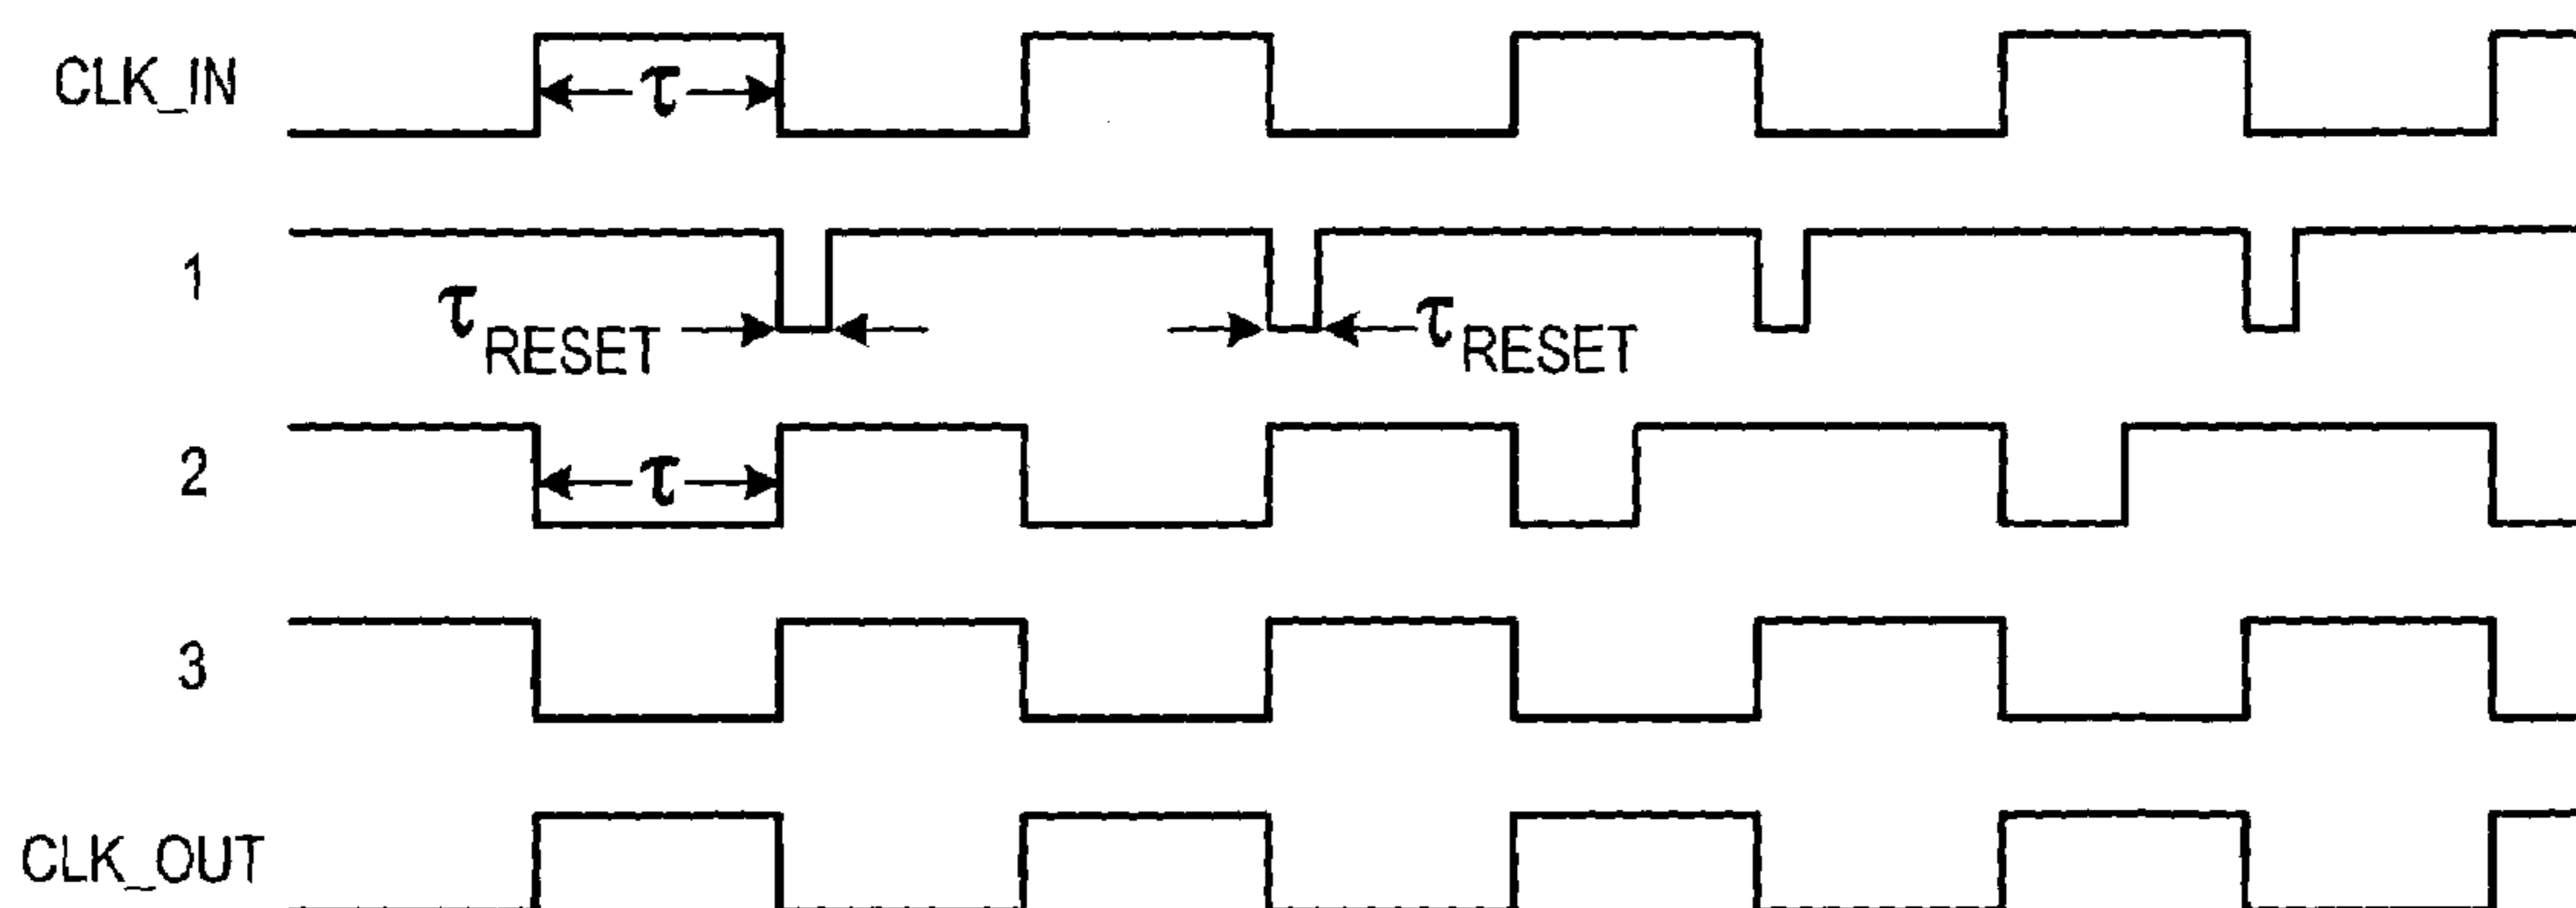 CLK_IN
τ
1
τRESET
τRESET
2
τ
3
CLK_OUT